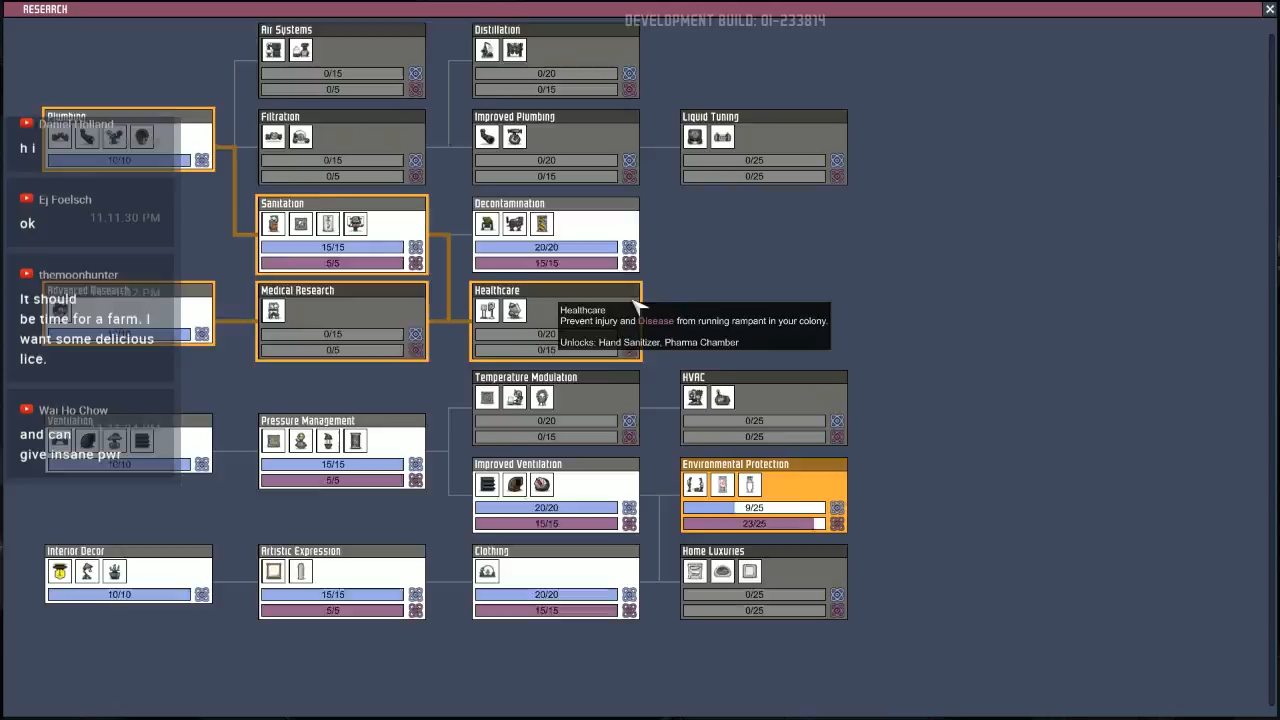 RESEARCH
DEVELOPMENT BUILD: 01-233814
Air Systems
0/15
0/5
Distillation
0/20
0/15
Plumbing
10/10
Filtration
0/15
0/5
Improved Plumbing
0/20
0/15
Liquid Tuning
0/25
0/25
Daniel Holland
h i
Ej Foelsch
11.11.30 PM
ok
Sanitation
15/15
5/5
Decontamination
20/20
15/15
themoonhunter
It should
be time for a farm. I
want some delicious
lice.
Advanced Research
Medical Research
0/15
0/5
Healthcare
0/20
0/15
Healthcare
Prevent injury and Disease from running rampant in your colony.
Unlocks: Hand Sanitizer, Pharma Chamber
Wai Ho Chow
and can
give insane pwr
Ventilation
10/10
Pressure Management
15/15
5/5
Temperature Modulation
0/20
0/15
HVAC
0/25
0/25
Improved Ventilation
20/20
15/15
Environmental Protection
9/25
23/25
Interior Decor
10/10
Artistic Expression
15/15
5/5
Clothing
20/20
15/15
Home Luxuries
0/25
0/25